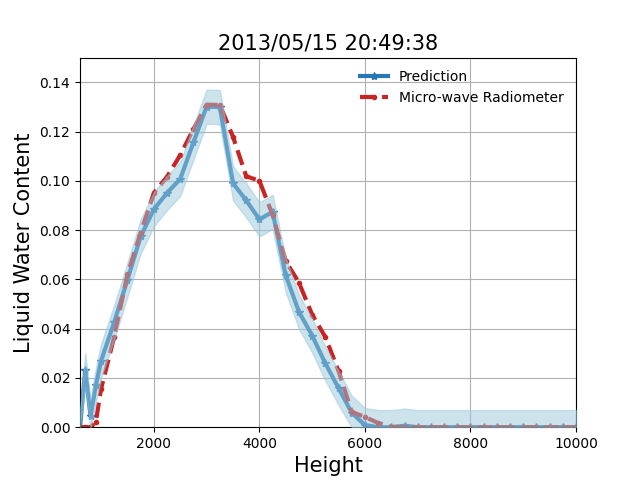 2013/05/15 20:49:38
Prediction
Micro-wave Radiometer
Liquid Water Content
0.14
0.12
0.10
0.08
0.06
0.04
0.02
0.00
2000 4000 6000 8000 10000
Height